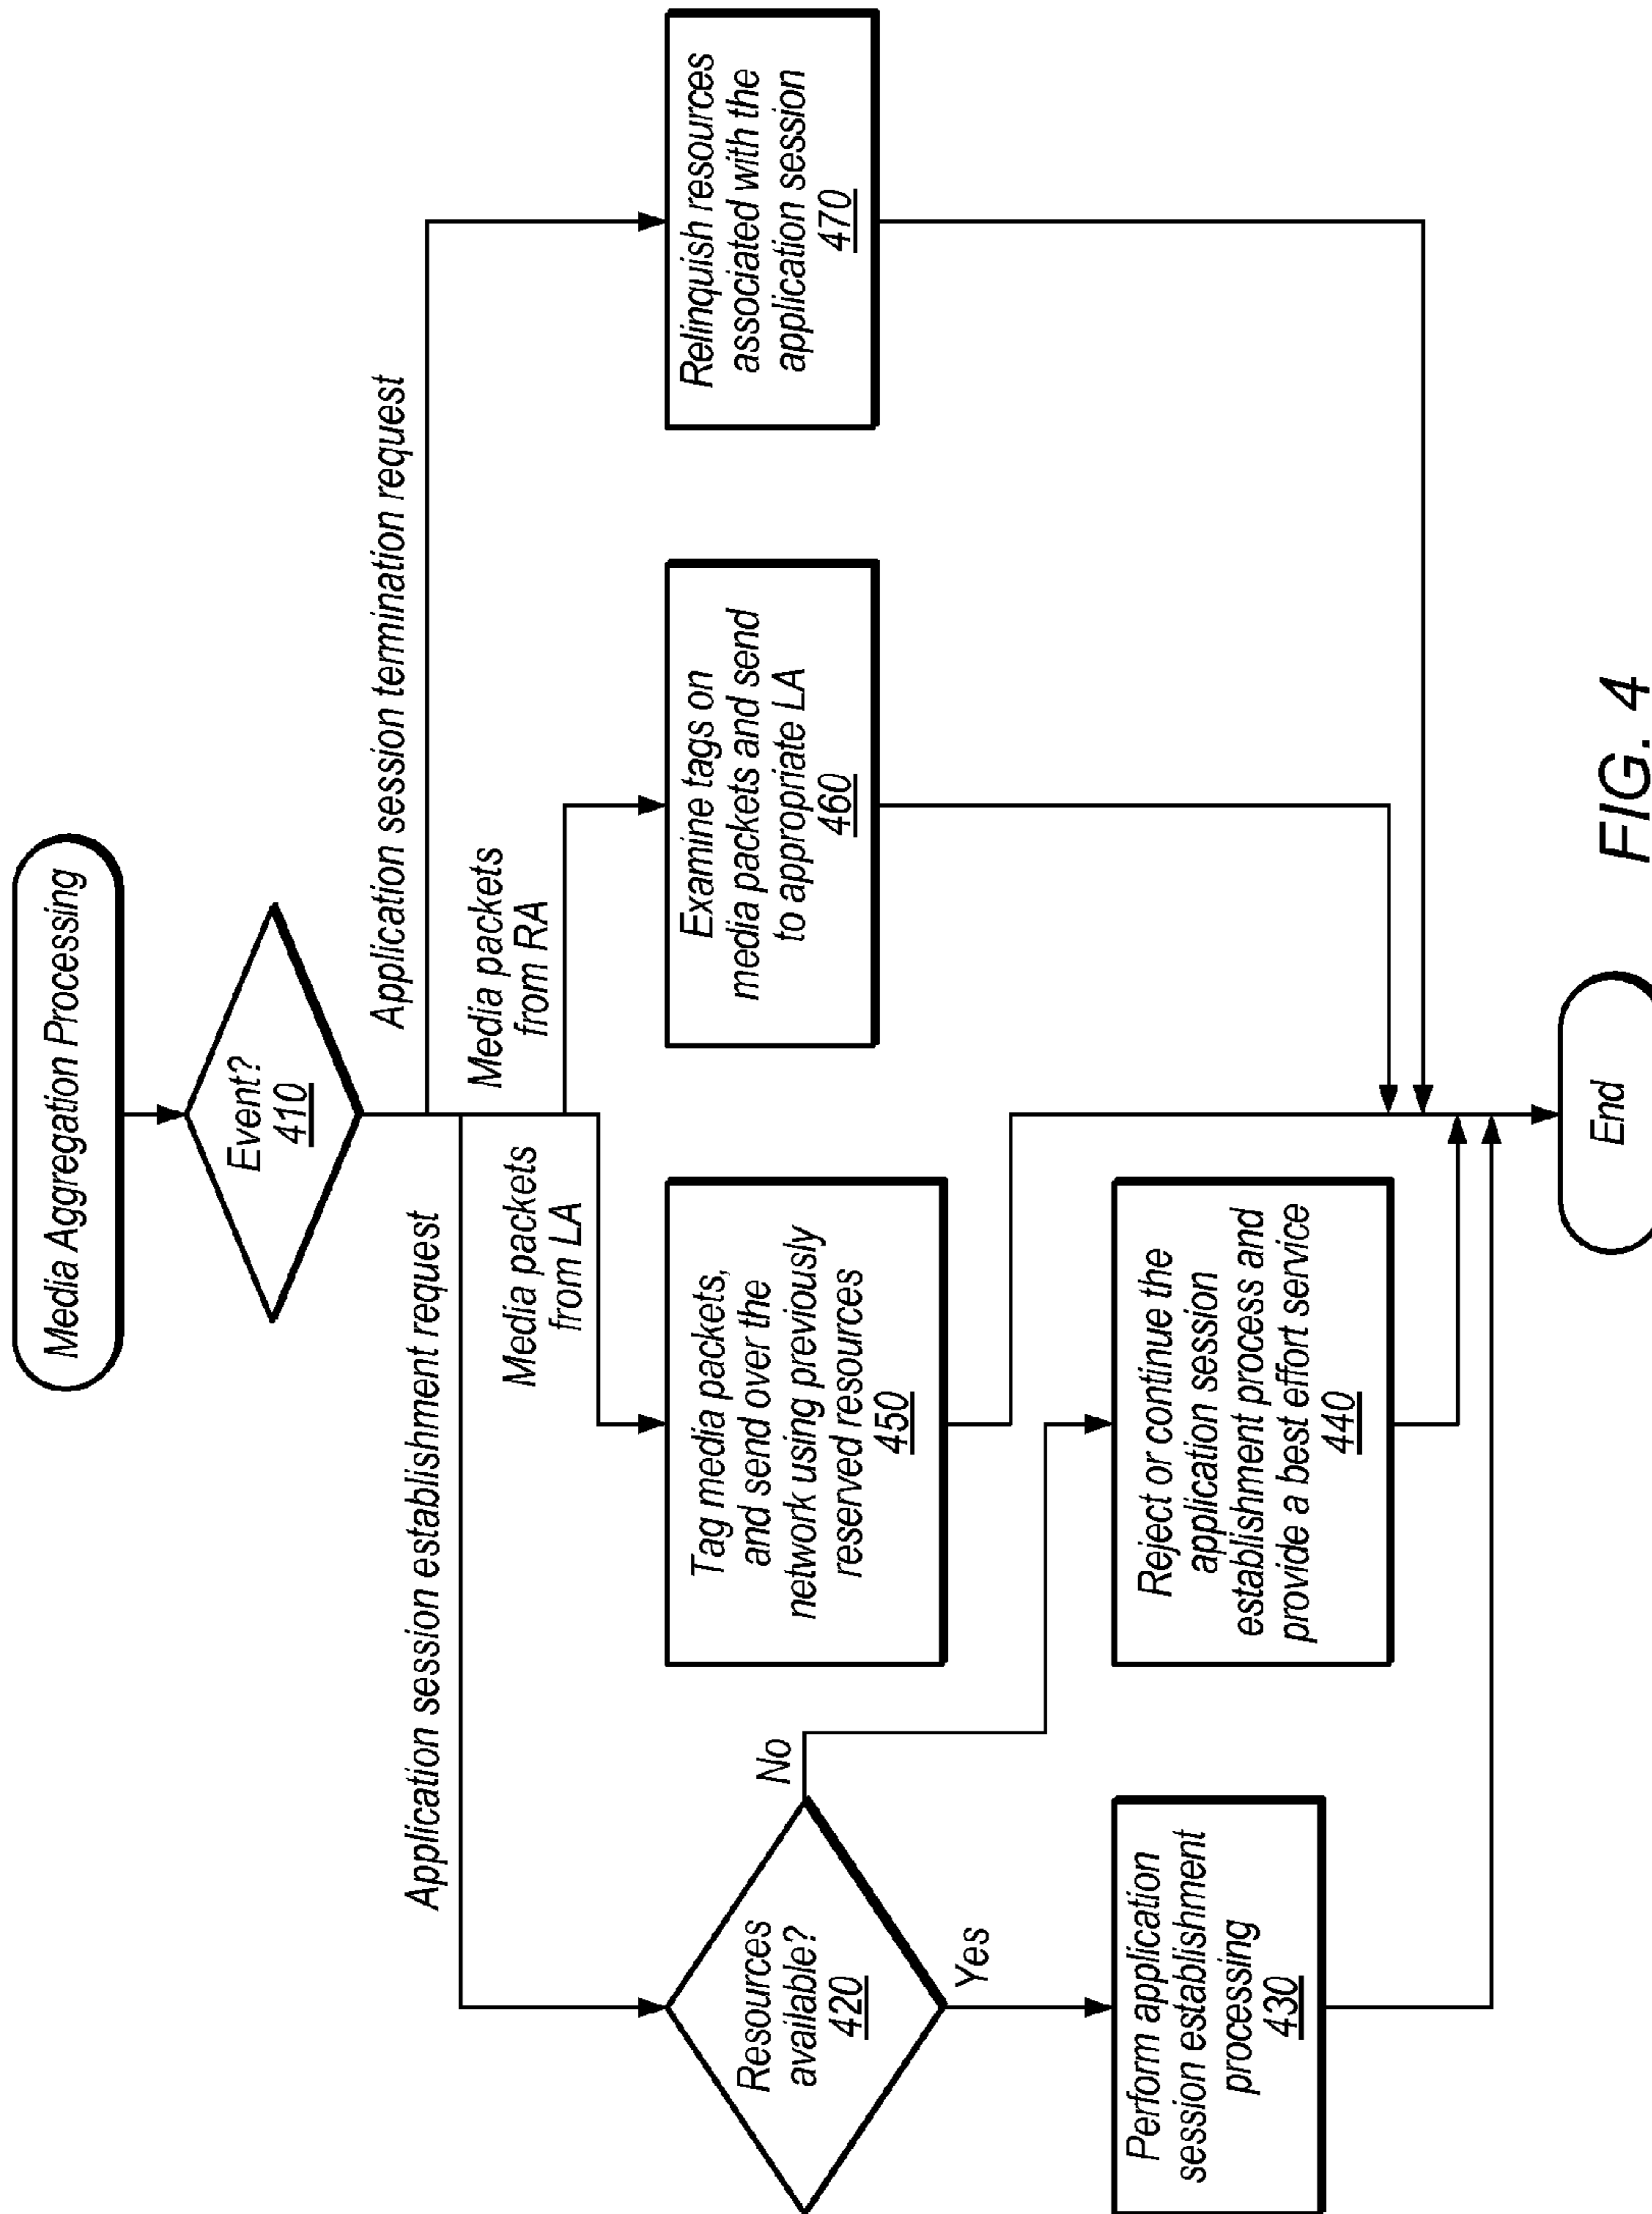 Media Aggregation Processing
Event?
410
Application session establishment request
Application session termination request
Media packets
from LA
Media packets
from RA
Resources
available?
420
No
Yes
Tag media packets,
and send over the
network using previously
reserved resources
450
Examine tags on
media packets and send
to appropriate LA
460
Relinquish resources
associated with the
application session
470
Perform application
session establishment
processing
430
Reject or continue the
application session
establishment process and
provide a best effort service
440
End
FIG. 4